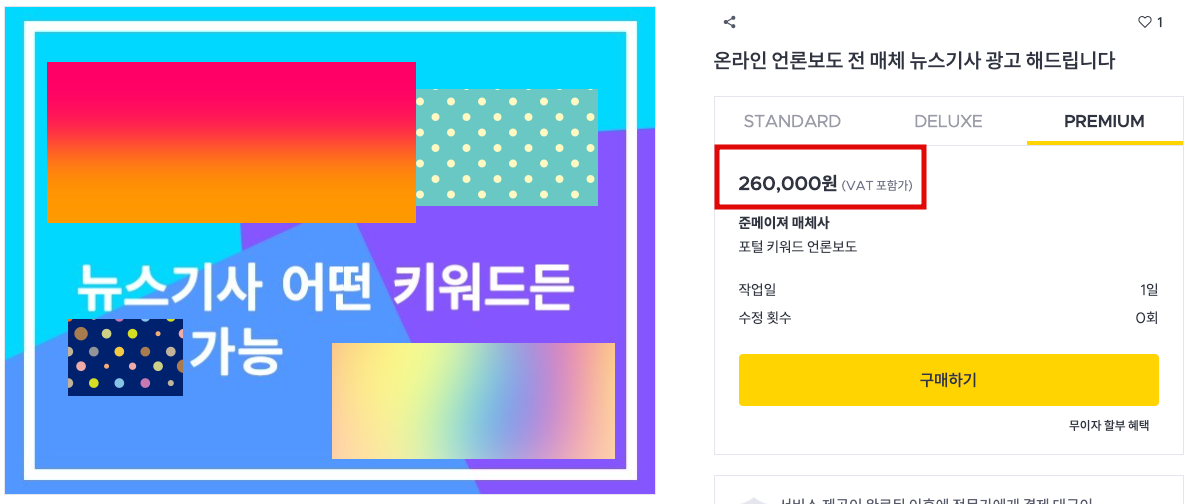 뉴스기사 어떤 키워드든
가능
1
온라인 언론보도 전 매체 뉴스기사 광고 해드립니다
STANDARD DELUXE PREMIUM
260,000원 (VAT 포함가)
준메이져 매체사
포털 키워드 언론보도
작업일 1일
수정 횟수 0회
구매하기
무이자 할부 혜택